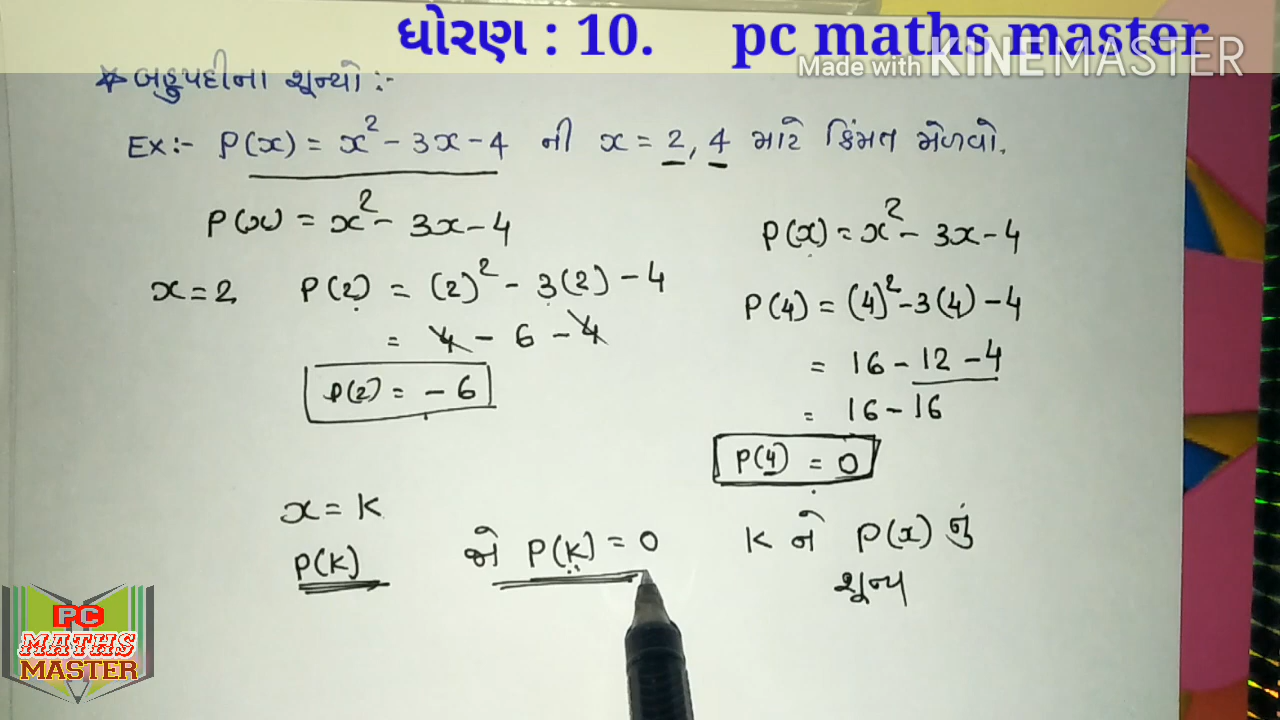 ધોરણ : 10. pc maths master
Made with KINEMASTER
* બહુપદીના શૂન્યો :-
Ex:- P(x) = x² - 3x - 4 ની x = 2, 4 માટે કિંમત મેળવો.
P(x) = x² - 3x - 4
x = 2 P(2) = (2)² - 3(2) - 4
= 4 - 6 - 4
P(2) = - 6
P(x) = x² - 3x - 4
P(4) = (4)² - 3(4) - 4
= 16 - 12 - 4
= 16 - 16
P(4) = 0
x = K
P(K)
જો P(K) = 0
K ને P(x) નું
શૂન્ય
PC
MATHS
MASTER